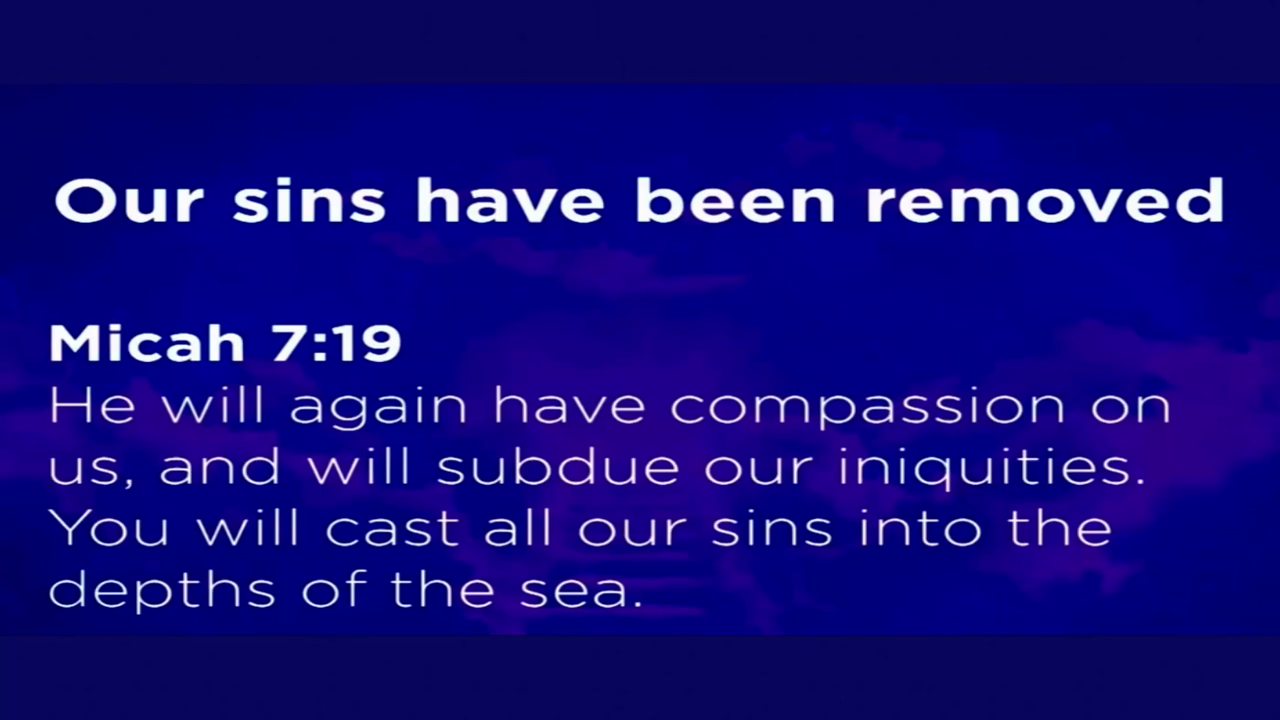 Our sins have been removed
Micah 7:19
He will again have compassion on
us, and will subdue our iniquities.
You will cast all our sins into the
depths of the sea.